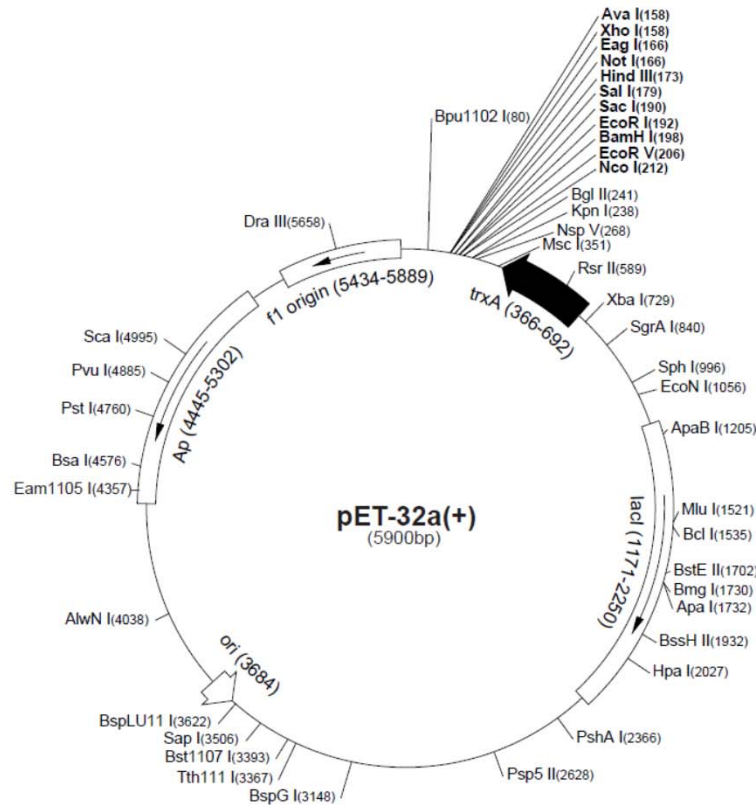 Ava I(158)
Xho I(158)
Eag I(166)
Not I(166)
Hind III(173)
Sal I(179)
Sac I(190)
EcoR I(192)
BamH I(198)
EcoR V(206)
Nco I(212)
Bpu1102 I(80)
Bgl II(241)
Kpn I(238)
Nsp V(268)
Msc I(351)
Rsr II(589)
trxA (366-692)
Xba I(729)
SgrA I(840)
Sph I(996)
EcoN I(1056)
ApaB I(1205)
Mlu I(1521)
Bcl I(1535)
lacI (1171-2250)
BstE II(1702)
Bmg I(1730)
Apa I(1732)
BssH II(1932)
Hpa I(2027)
PshA I(2366)
Psp5 II(2628)
BspG I(3148)
Tth111 I(3367)
Bst1107 I(3393)
Sap I(3506)
BspLU11 I(3622)
ori (3684)
AlwN I(4038)
Eam1105 I(4357)
Bsa I(4576)
Pst I(4760)
Pvu I(4885)
Sca I(4995)
Ap (4445-5302)
Dra III(5658)
f1 origin (5434-5889)
pET-32a(+)
(5900bp)